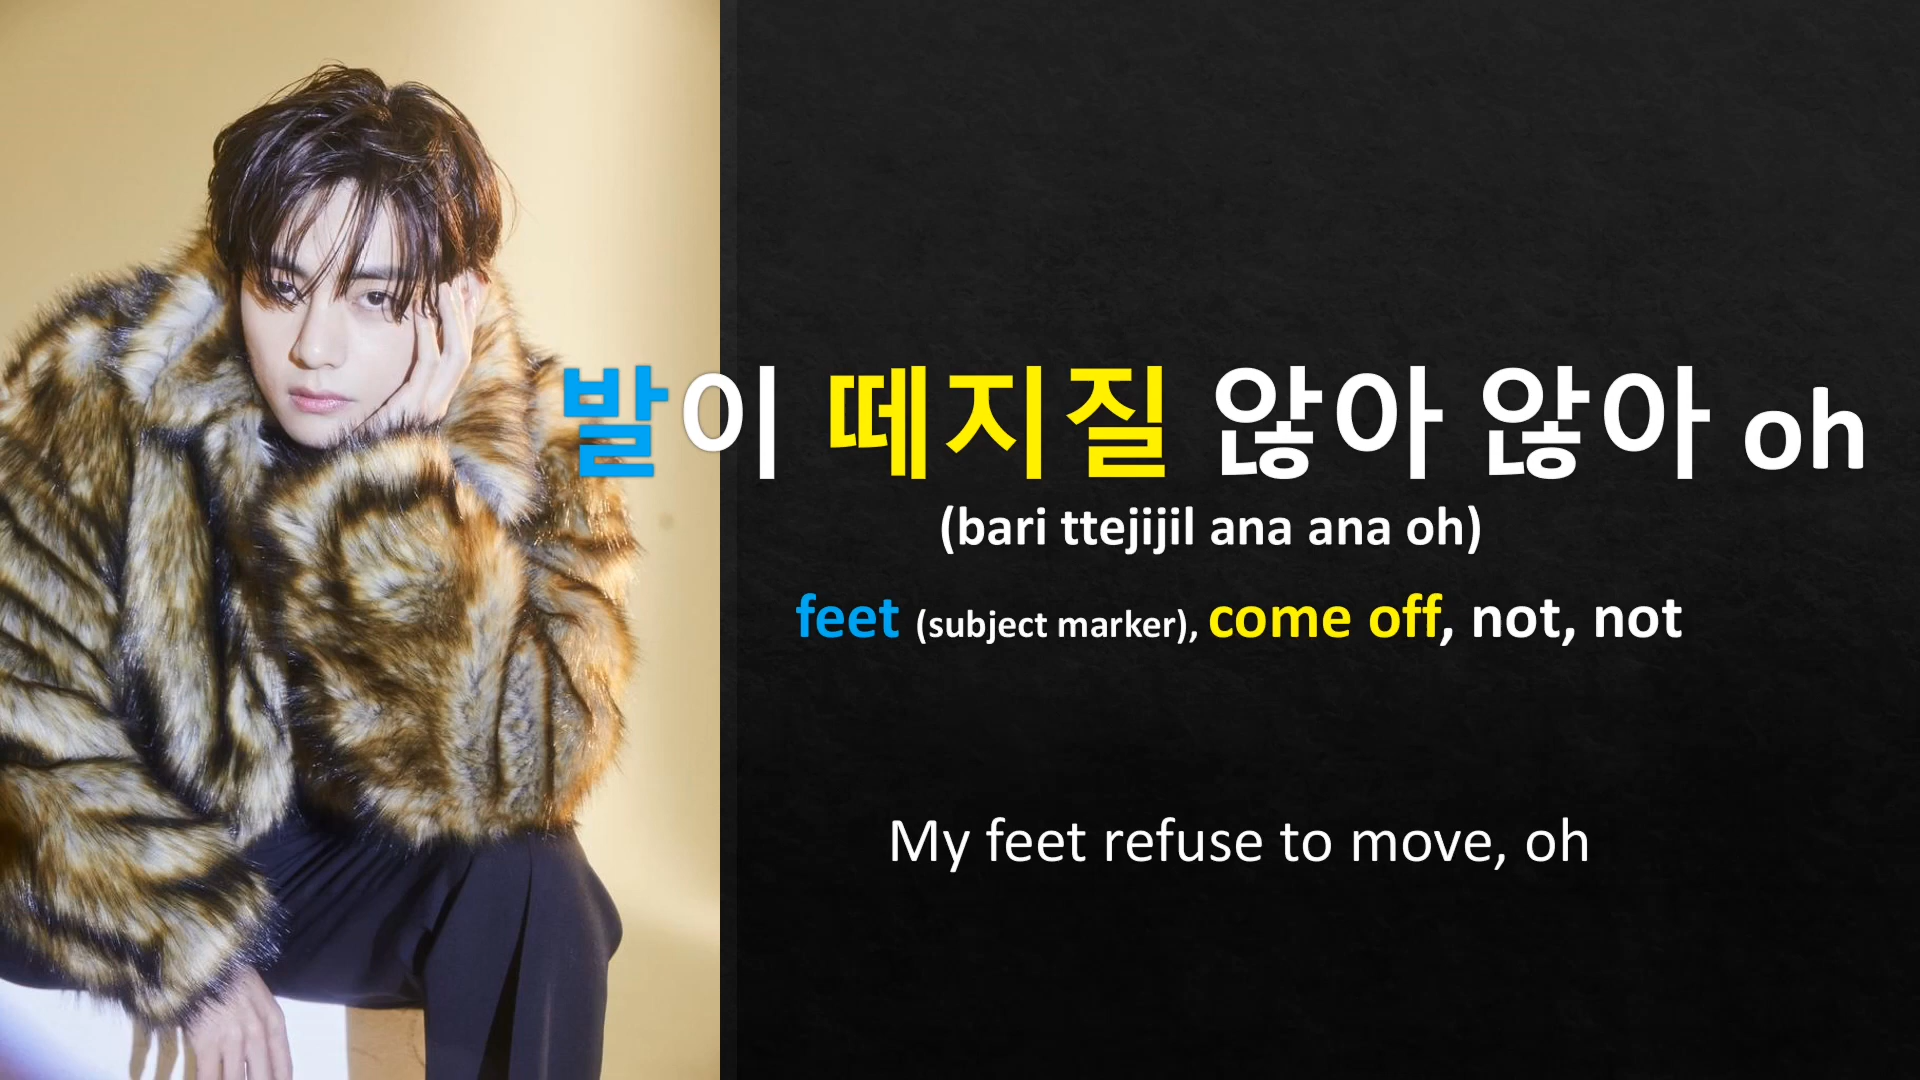 발이 떼지질 않아 않아 oh
(bari ttejijil ana ana oh)
feet (subject marker), come off, not, not
My feet refuse to move, oh